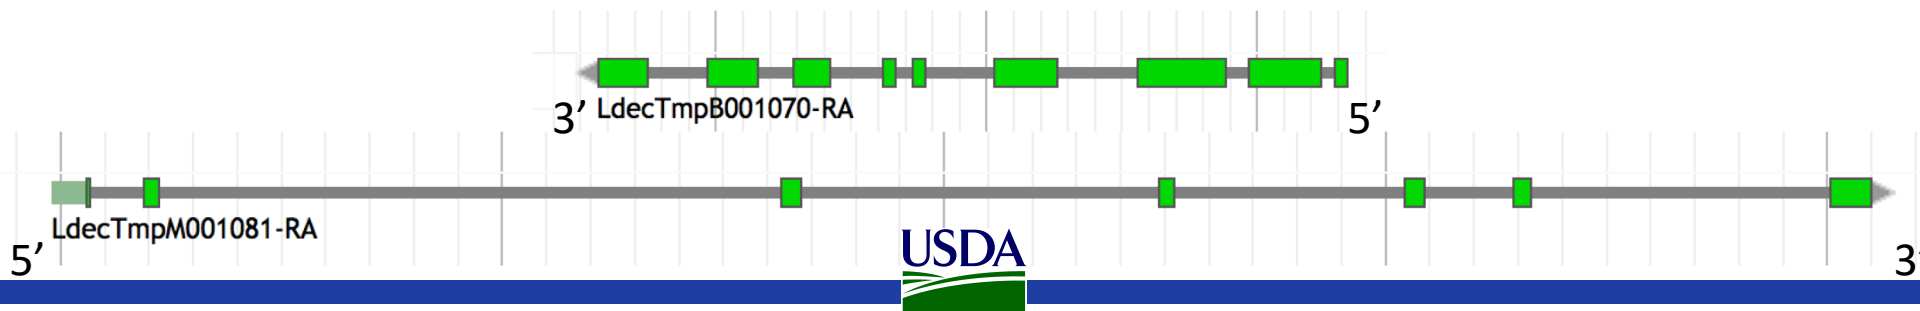 3’ LdecTmpB001070-RA 5’
LdecTmpM001081-RA
5’ 3’
USDA